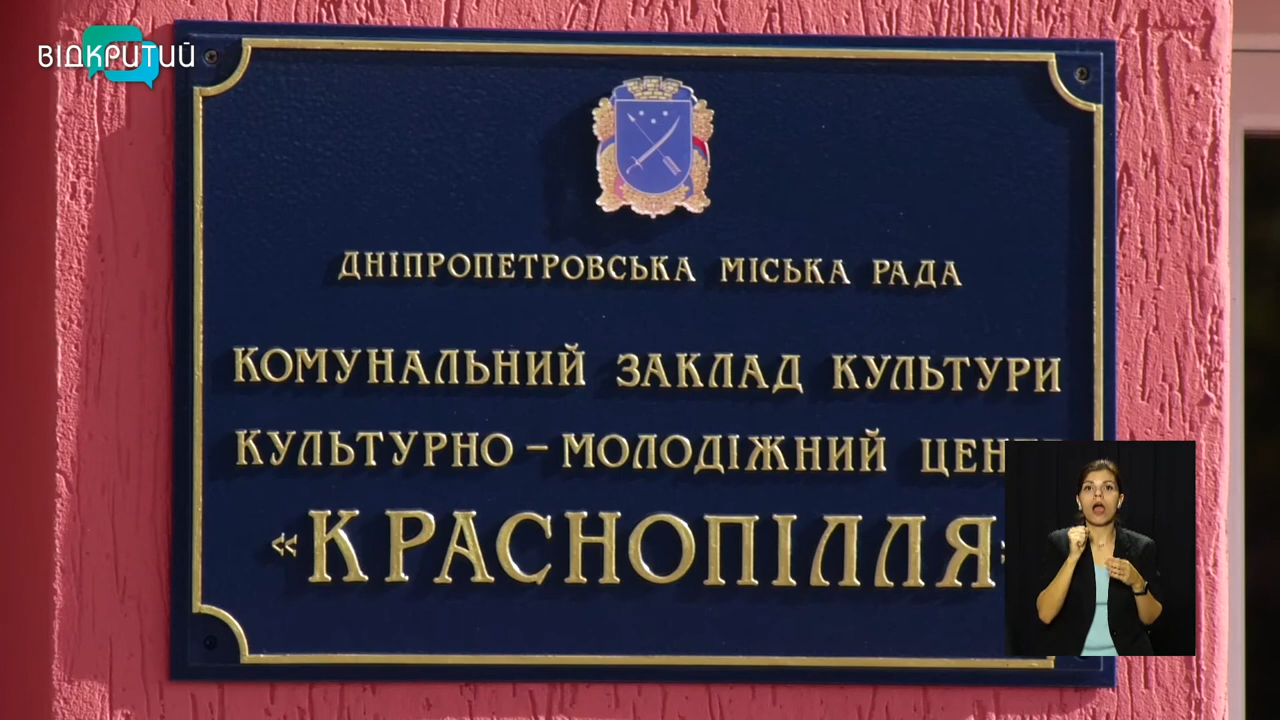 ВІДКРИТИЙ
ДНІПРОПЕТРОВСЬКА МІСЬКА РАДА
КОМУНАЛЬНИЙ ЗАКЛАД КУЛЬТУРИ
КУЛЬТУРНО – МОЛОДІЖНИЙ
«КРАСНОПІЛЛЯ»